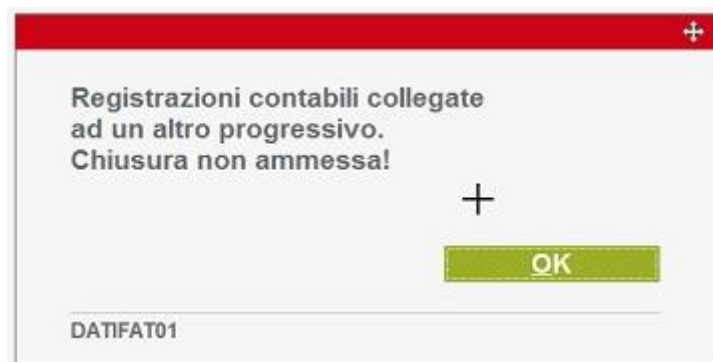 Registrazioni contabili collegate
ad un altro progressivo.
Chiusura non ammessa!
OK
DATIFAT01